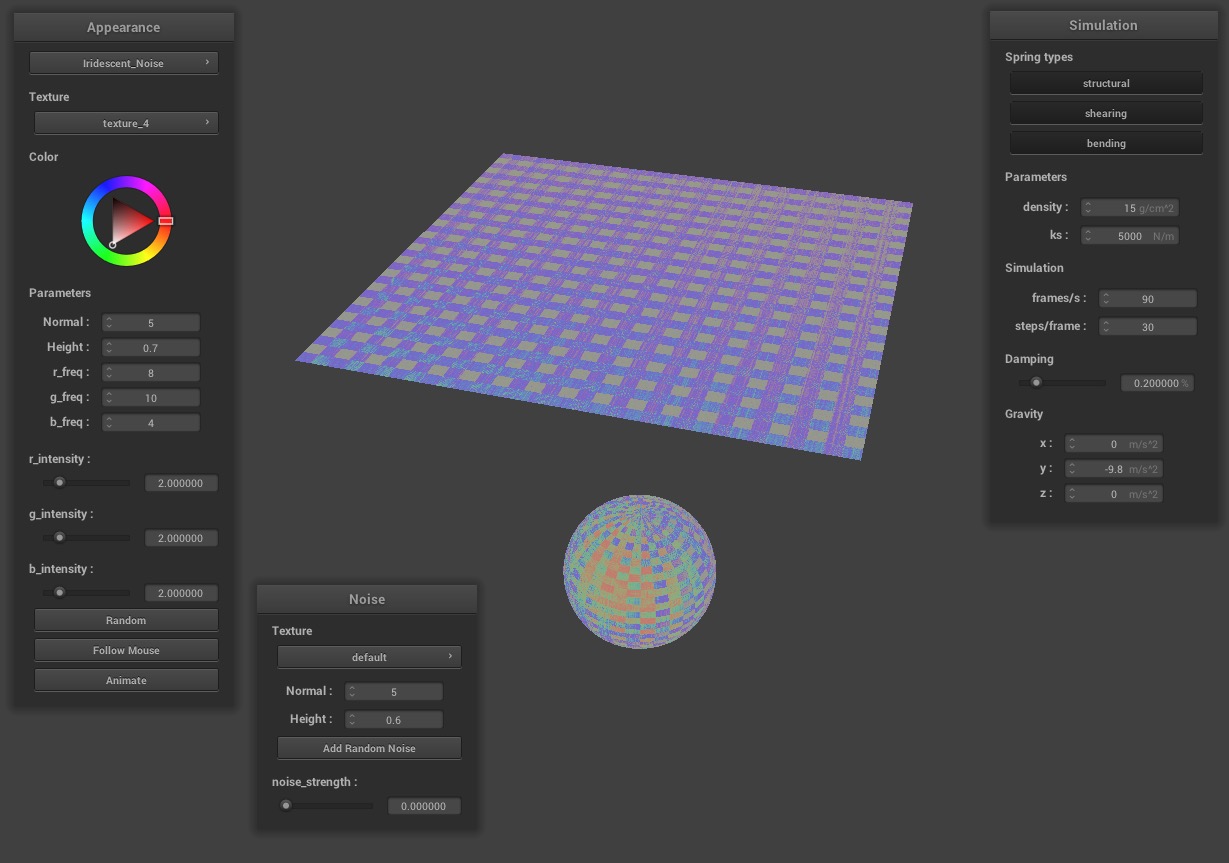 Appearance
Iridescent_Noise
Texture
texture_4
Color
Parameters
Normal : 5
Height : 0.7
r_freq : 8
g_freq : 10
b_freq : 4
r_intensity :
2.000000
g_intensity :
2.000000
b_intensity :
2.000000
Random
Follow Mouse
Animate
Noise
Texture
default
Normal : 5
Height : 0.6
Add Random Noise
noise_strength :
0.000000
Simulation
Spring types
structural
shearing
bending
Parameters
density : 15 g/cm^2
ks : 5000 N/m
Simulation
frames/s : 90
steps/frame : 30
Damping
0.200000 %
Gravity
x : 0 m/s^2
y : -9.8 m/s^2
z : 0 m/s^2